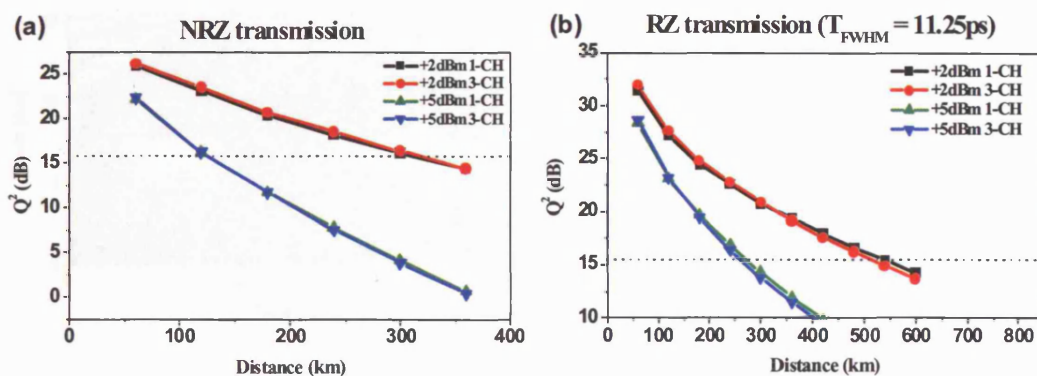 (a)
NRZ transmission
+2dBm 1-CH
+2dBm 3-CH
+5dBm 1-CH
+5dBm 3-CH
25
20
15
10
5
0
Q² (dB)
0
100
200
300
400
Distance (km)
(b)
RZ transmission (T_FWHM = 11.25ps)
+2dBm 1-CH
+2dBm 3-CH
+5dBm 1-CH
+5dBm 3-CH
35
30
25
20
15
10
Q² (dB)
0
100
200
300
400
500
600
700
800
Distance (km)